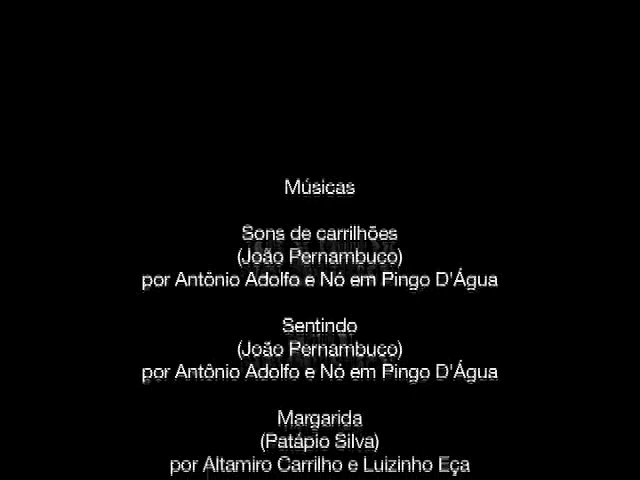 Músicas
Sons de carrilhões
(João Pernambuco)
por Antônio Adolfo e Nó em Pingo D'Água
Sentindo
(João Pernambuco)
por Antônio Adolfo e Nó em Pingo D'Água
Margarida
(Patápio Silva)
por Altamiro Carrilho e Luizinho Eça